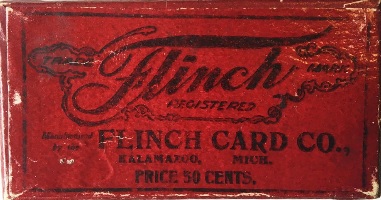 Flinch
REGISTERED
Manufactured
by the
FLINCH CARD CO.,
KALAMAZOO, MICH.
PRICE 50 CENTS.